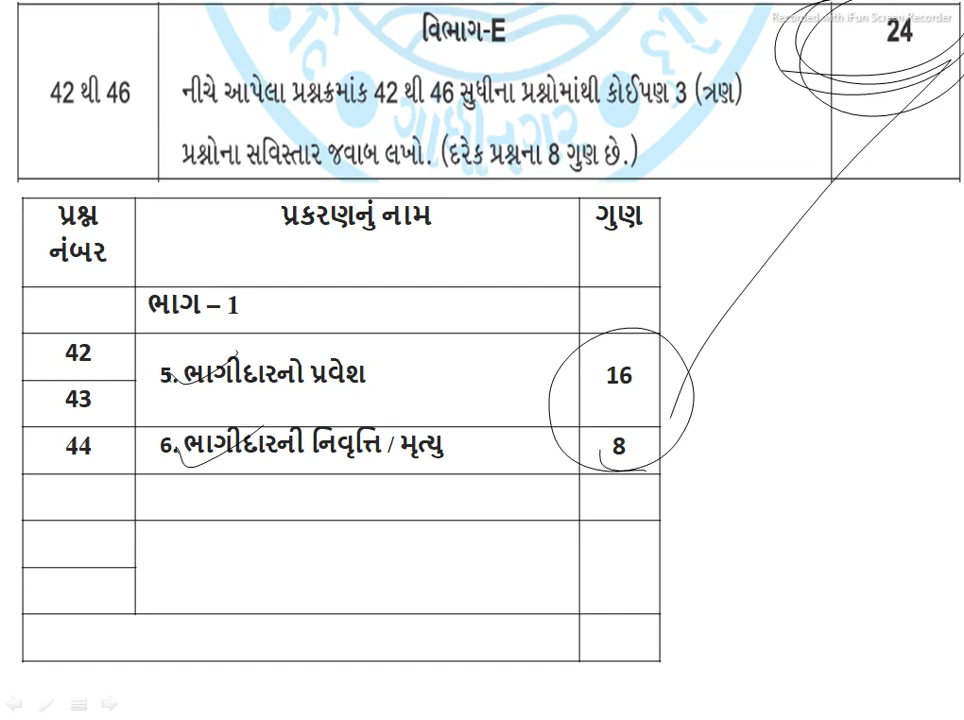 Recorded with iFun Screen Recorder
વિભાગ-E
24
42 થી 46
નીચે આપેલા પ્રશ્નક્રમાંક 42 થી 46 સુધીના પ્રશ્નોમાંથી કોઈપણ 3 (ત્રણ)
પ્રશ્નોના સવિસ્તાર જવાબ લખો. (દરેક પ્રશ્નના 8 ગુણ છે.)
પ્રશ્ન નંબર
પ્રકરણનું નામ
ગુણ
ભાગ – 1
42
5. ભાગીદારનો પ્રવેશ
16
43
44
6. ભાગીદારની નિવૃત્તિ / મૃત્યુ
8